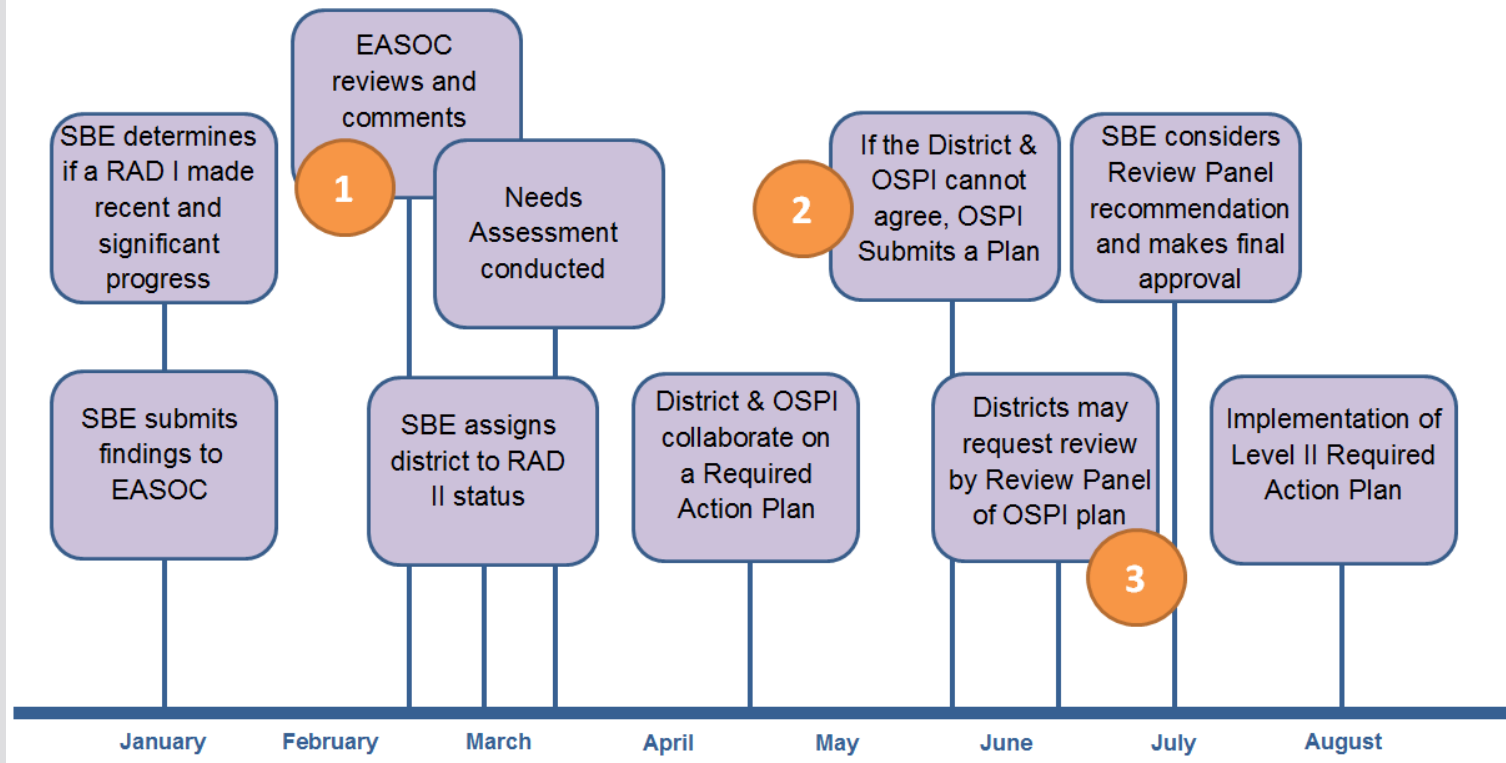 EASOC
reviews and
comments
1
SBE determines
if a RAD I made
recent and
significant
progress
Needs
Assessment
conducted
2
If the District &
OSPI cannot
agree, OSPI
Submits a Plan
SBE considers
Review Panel
recommendation
and makes final
approval
SBE submits
findings to
EASOC
SBE assigns
district to RAD
II status
District & OSPI
collaborate on
a Required
Action Plan
Districts may
request review
by Review Panel
of OSPI plan
3
Implementation of
Level II Required
Action Plan
January
February
March
April
May
June
July
August